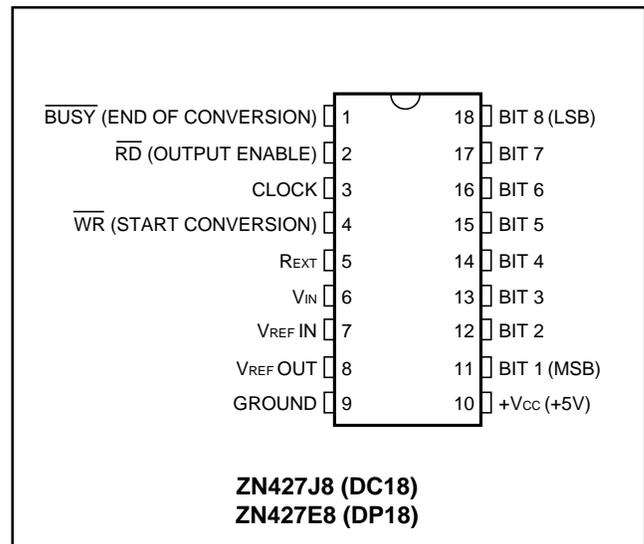 B̅U̅S̅Y̅ (END OF CONVERSION) 1 18 BIT 8 (LSB)
R̅D̅ (OUTPUT ENABLE) 2 17 BIT 7
CLOCK 3 16 BIT 6
W̅R̅ (START CONVERSION) 4 15 BIT 5
REXT 5 14 BIT 4
VIN 6 13 BIT 3
VREF IN 7 12 BIT 2
VREF OUT 8 11 BIT 1 (MSB)
GROUND 9 10 +VCC (+5V)
ZN427J8 (DC18)
ZN427E8 (DP18)